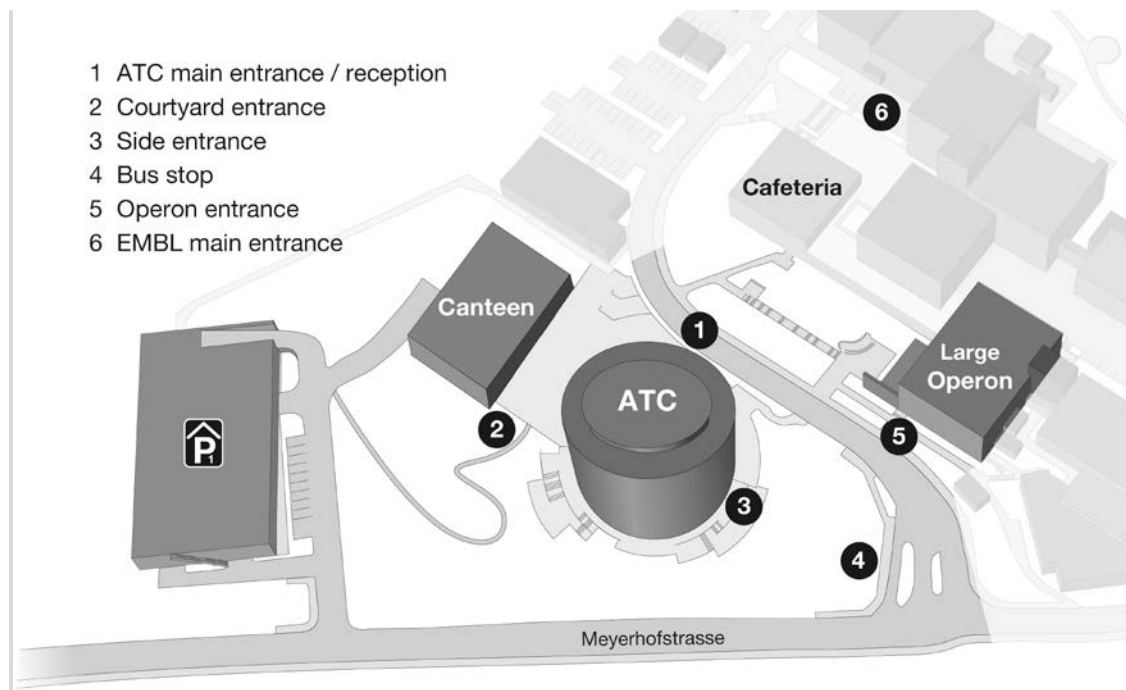 1 ATC main entrance / reception
2 Courtyard entrance
3 Side entrance
4 Bus stop
5 Operon entrance
6 EMBL main entrance
6
Cafeteria
Canteen
1
Large
Operon
ATC
2
5
P
1
3
4
Meyerhofstrasse